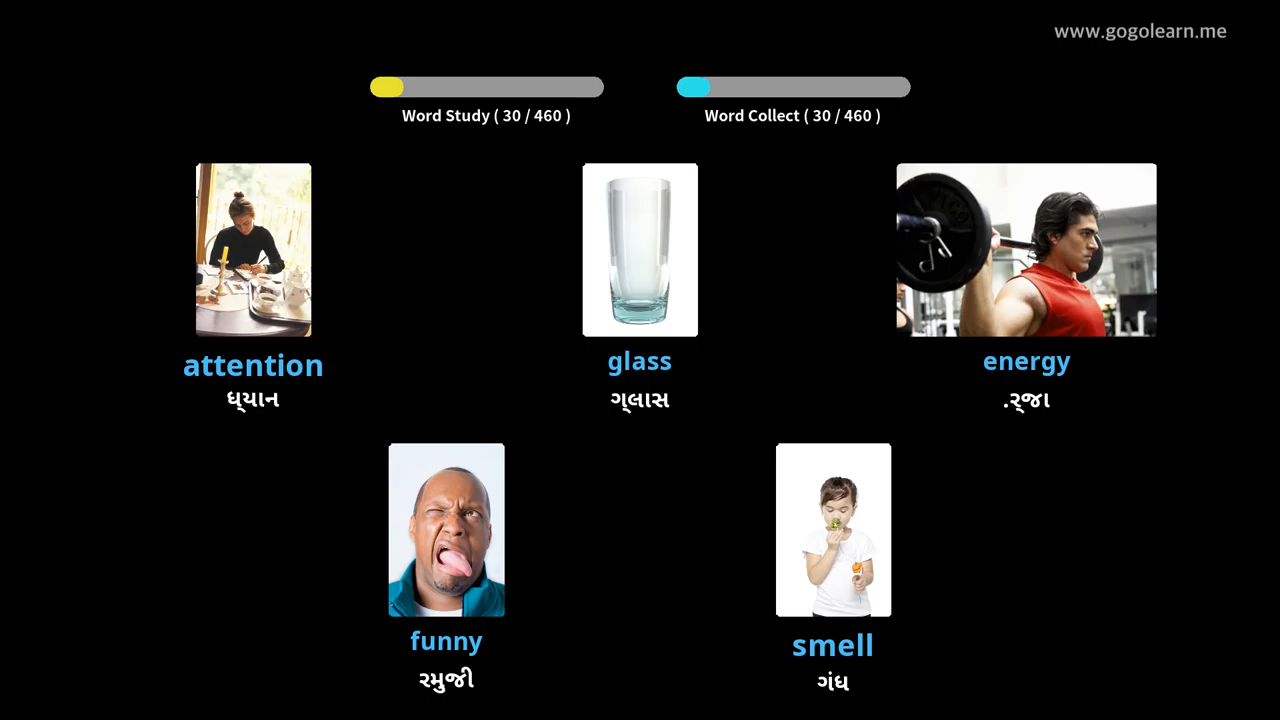 www.gogolearn.me
Word Study ( 30 / 460 )
Word Collect ( 30 / 460 )
attention
ધ્યાન
glass
ગ્લાસ
energy
.ર્જા
funny
રમુજી
smell
ગંધ